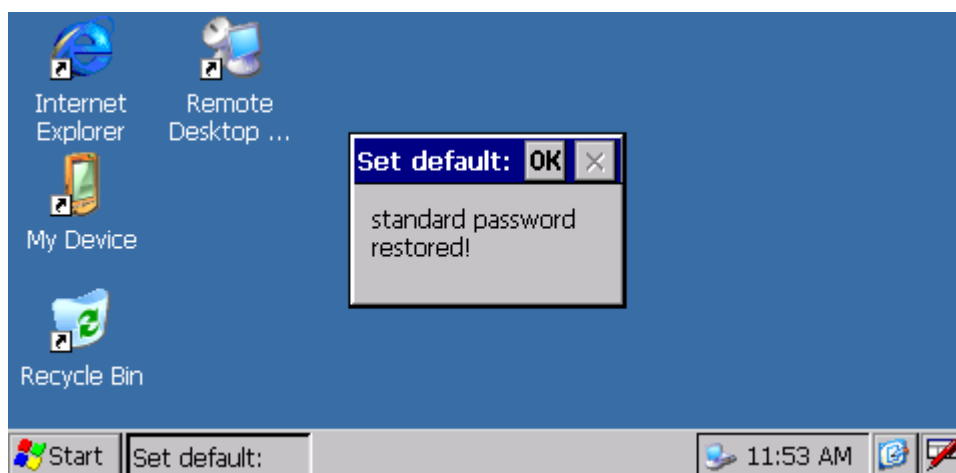 Internet
Explorer
Remote
Desktop ...
My Device
Recycle Bin
Set default: OK
standard password
restored!
Start
Set default:
11:53 AM